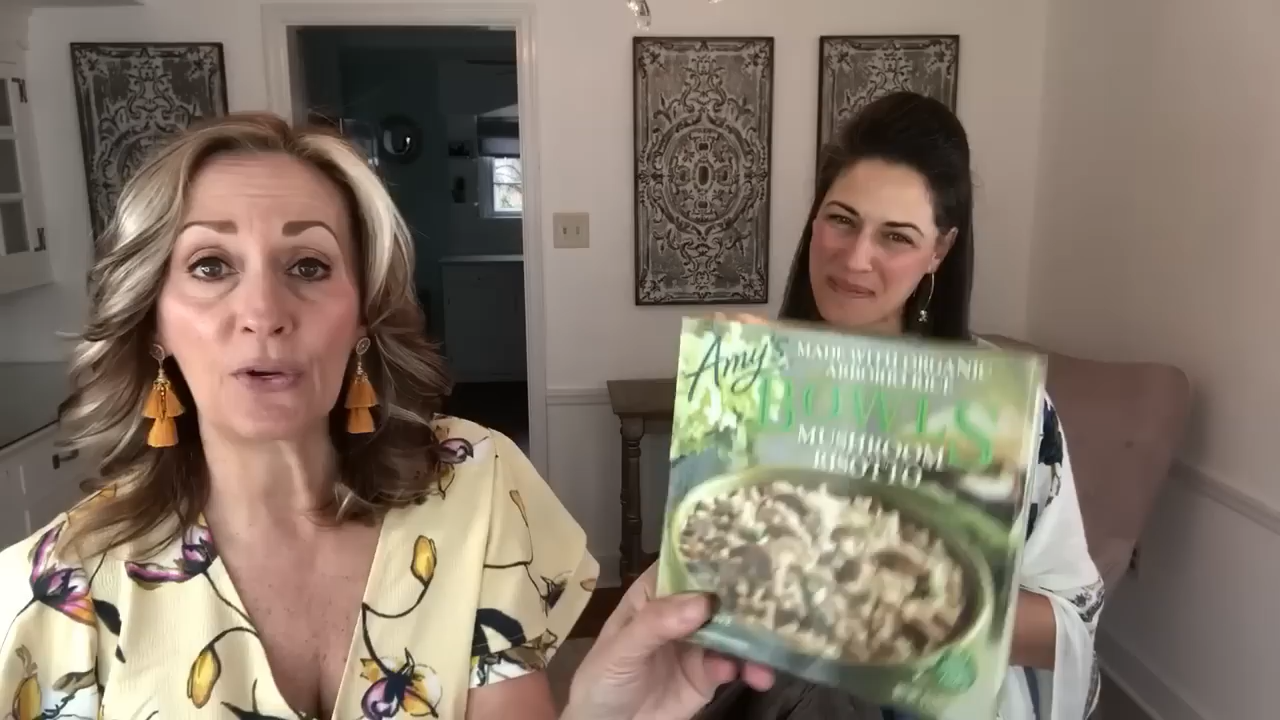 Amy's
MADE WITH ORGANIC
ARBORIO RICE
BOWLS
MUSHROOM
RISOTTO